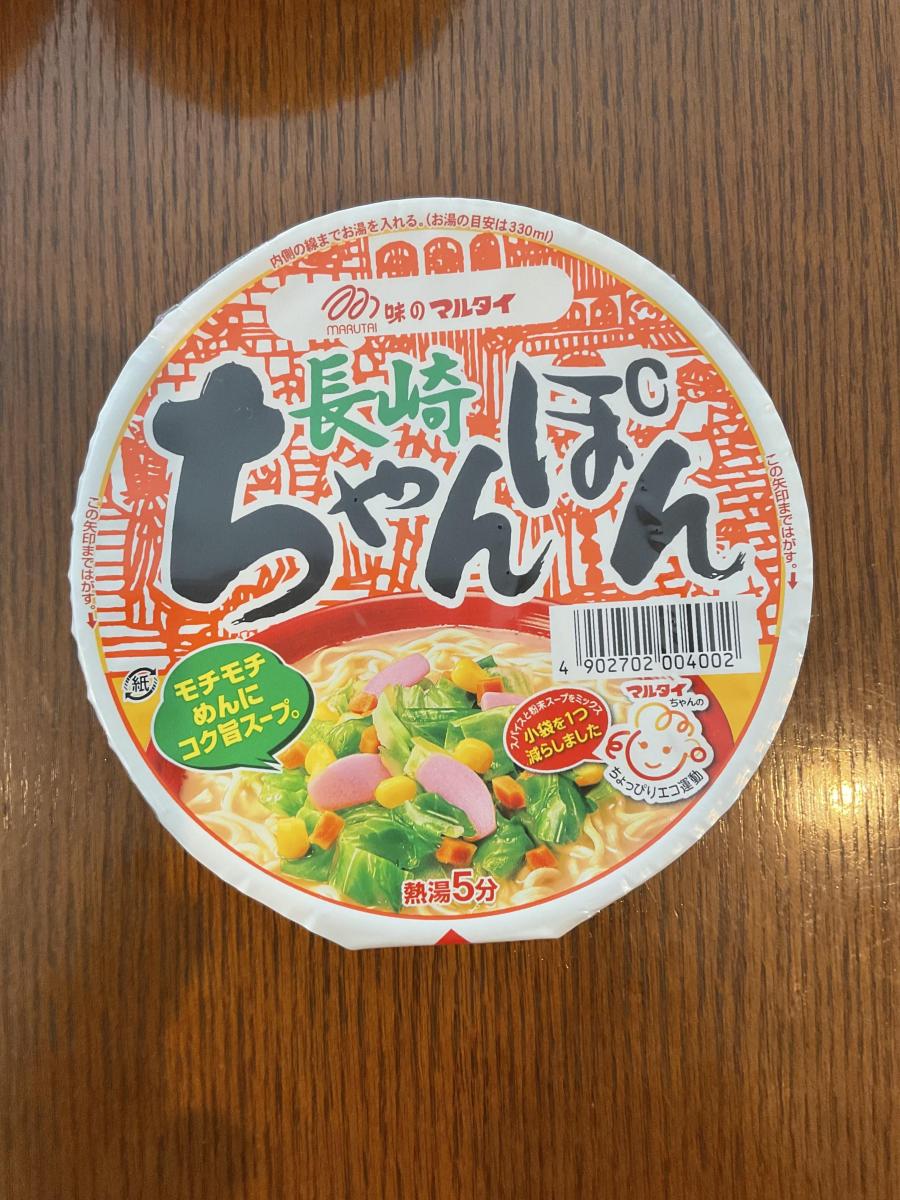 内側の線までお湯を入れる。(お湯の目安は330ml)
MARUTAI
味のマルタイ
長崎
ちゃんぽん
この矢印まではがす。
この矢印まではがす。
4 902702 004002
紙
モチモチ
めんに
コク旨スープ。
スパイスと粉末スープをミックス
小袋を1つ
減らしました
マルタイ
ちゃんの
ちょっぴりエコ運動
熱湯5分